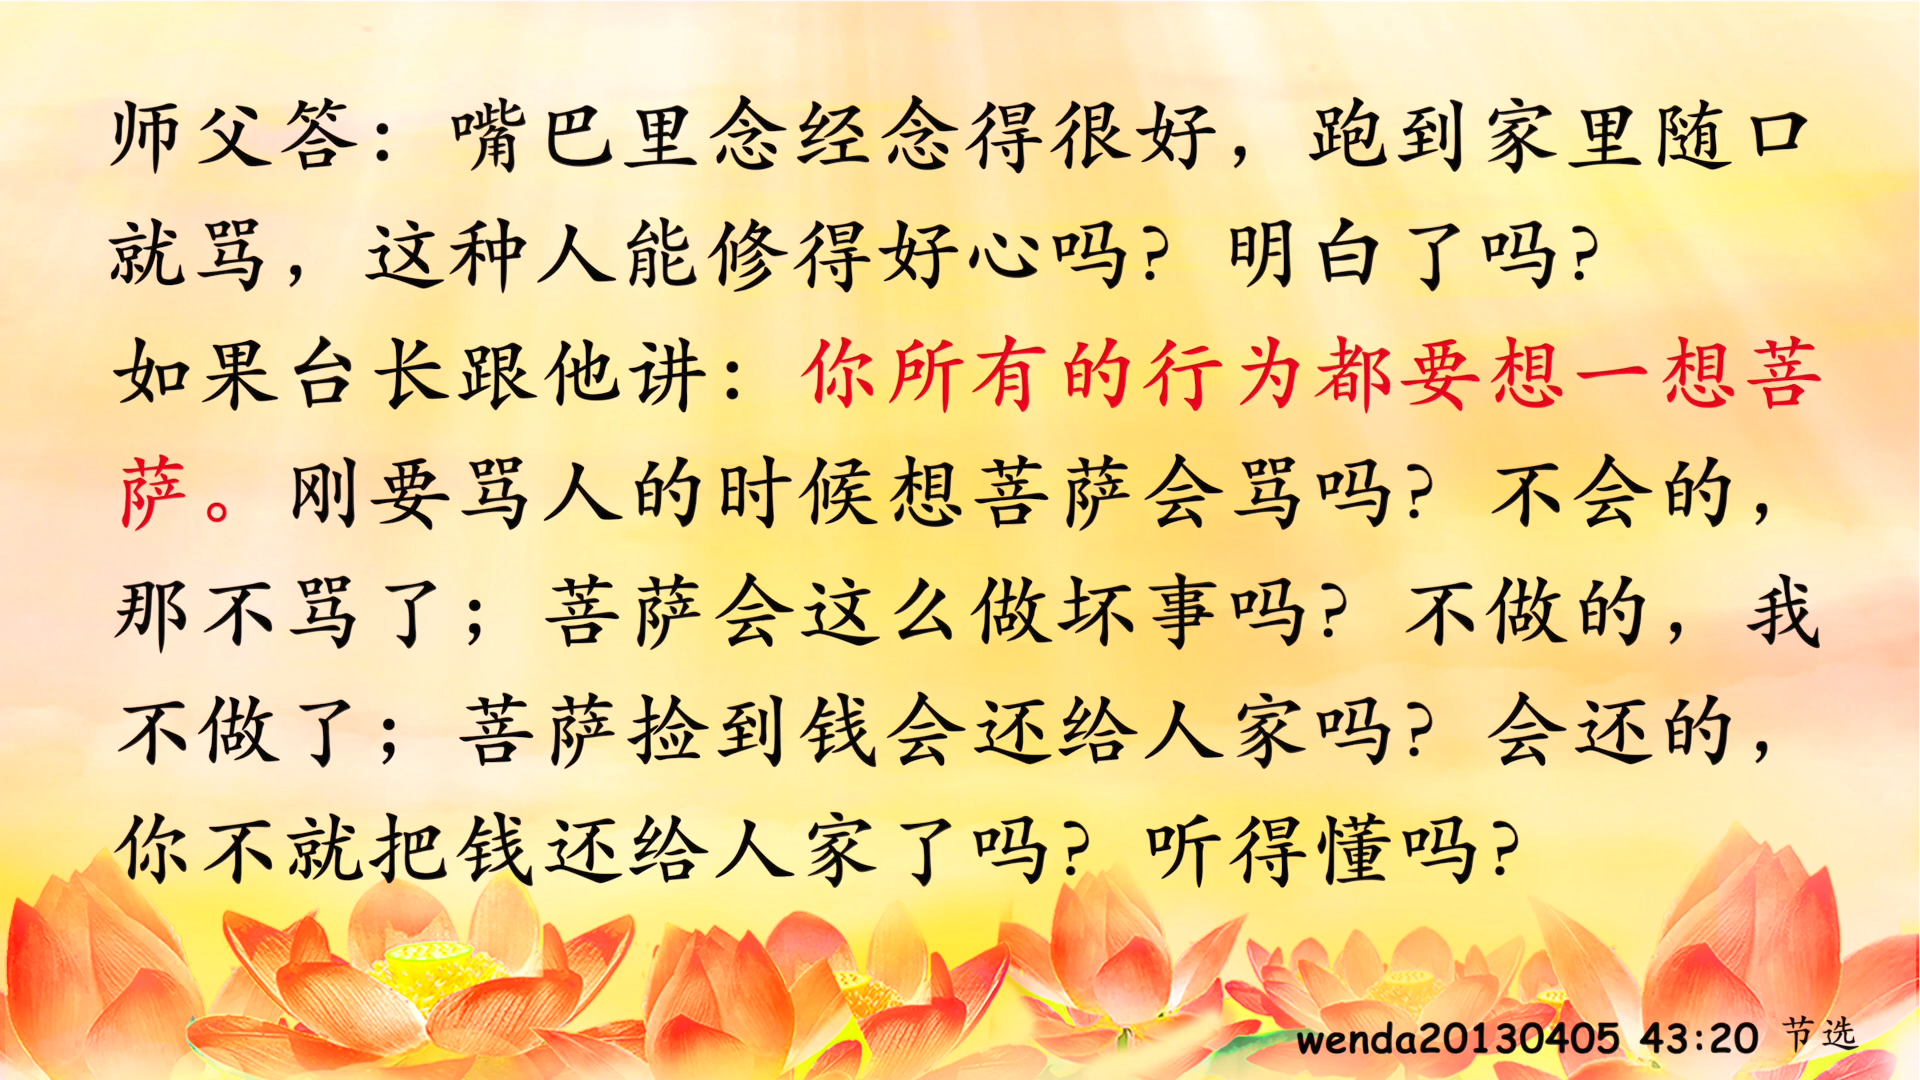 师父答：嘴巴里念经念得很好，跑到家里随口
就骂，这种人能修得好心吗？明白了吗？
如果台长跟他讲：你所有的行为都要想一想菩
萨。刚要骂人的时候想菩萨会骂吗？不会的，
那不骂了；菩萨会这么做坏事吗？不做的，我
不做了；菩萨捡到钱会还给人家吗？会还的，
你不就把钱还给人家了吗？听得懂吗？
wenda20130405 43:20 节选